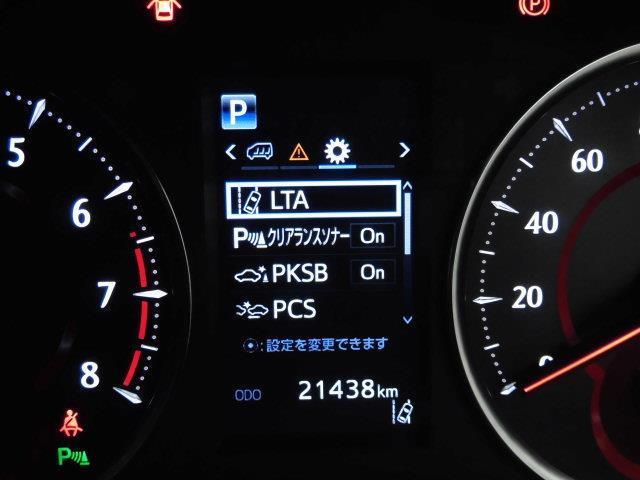 P
P
LTA
クリアランスソナー On
PKSB On
PCS
:設定を変更できます
ODO 21438km
5
6
7
8
P
60
40
20
0